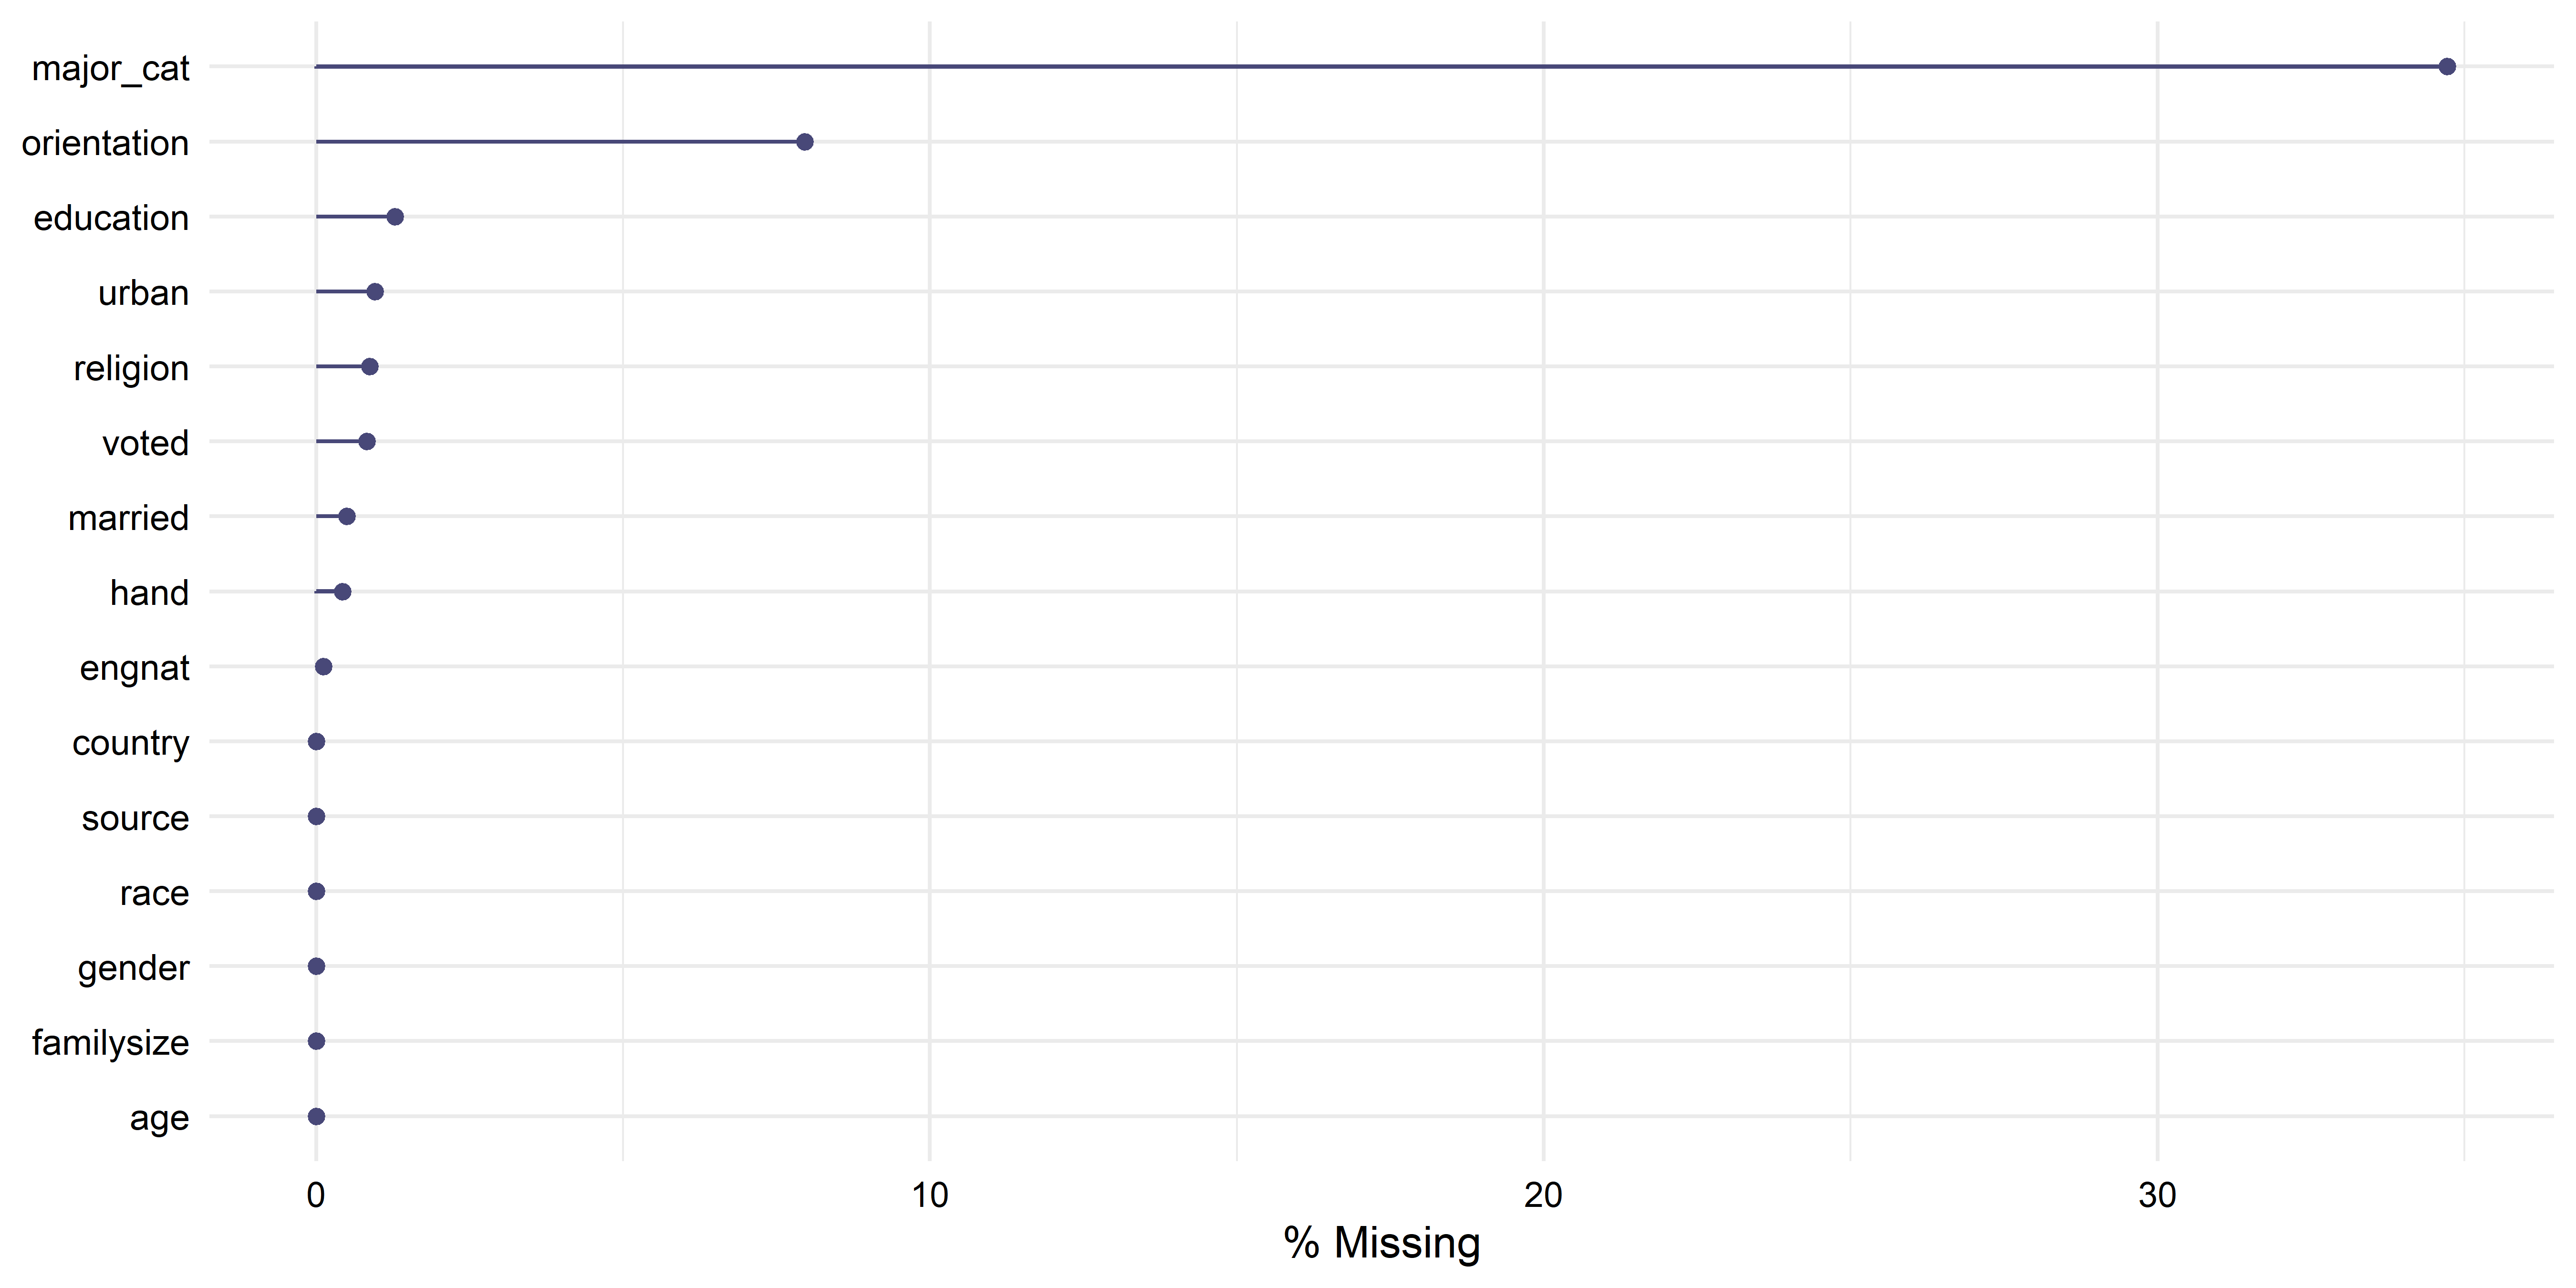 major_cat
orientation
education
urban
religion
voted
married
hand
engnat
country
source
race
gender
familysize
age
0 10 20 30
% Missing